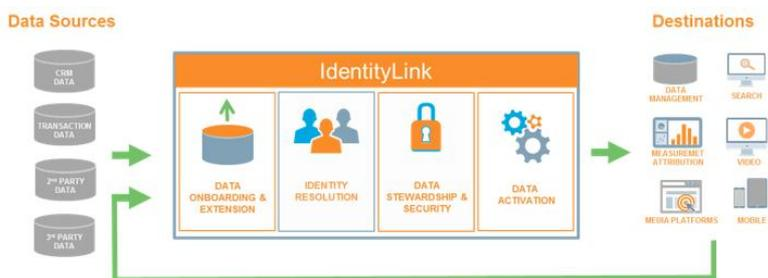 Data Sources
Destinations
CRM
DATA
TRANSACTION
DATA
2ND PARTY
DATA
3RD PARTY
DATA
IdentityLink
DATA
ONBOARDING &
EXTENSION
IDENTITY
RESOLUTION
DATA
STEWARDSHIP &
SECURITY
DATA
ACTIVATION
DATA
MANAGEMENT
SEARCH
MEASUREMET
ATTRIBUTION
VIDEO
MEDIA PLATFORMS
MOBILE